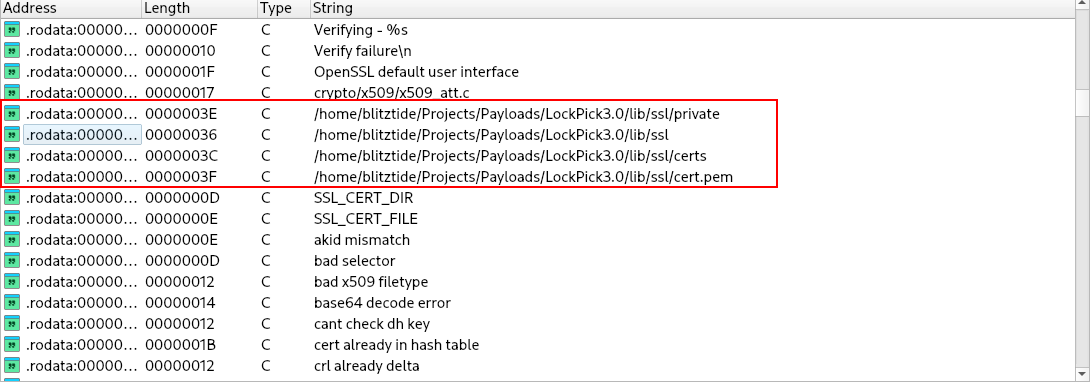 Address Length Type String
.rodata:00000... 0000000F C Verifying - %s
.rodata:00000... 00000010 C Verify failure\n
.rodata:00000... 0000001F C OpenSSL default user interface
.rodata:00000... 00000017 C crypto/x509/x509_att.c
.rodata:00000... 0000003E C /home/blitztide/Projects/Payloads/LockPick3.0/lib/ssl/private
.rodata:00000... 00000036 C /home/blitztide/Projects/Payloads/LockPick3.0/lib/ssl
.rodata:00000... 0000003C C /home/blitztide/Projects/Payloads/LockPick3.0/lib/ssl/certs
.rodata:00000... 0000003F C /home/blitztide/Projects/Payloads/LockPick3.0/lib/ssl/cert.pem
.rodata:00000... 0000000D C SSL_CERT_DIR
.rodata:00000... 0000000E C SSL_CERT_FILE
.rodata:00000... 0000000E C akid mismatch
.rodata:00000... 0000000D C bad selector
.rodata:00000... 00000012 C bad x509 filetype
.rodata:00000... 00000014 C base64 decode error
.rodata:00000... 00000012 C cant check dh key
.rodata:00000... 0000001B C cert already in hash table
.rodata:00000... 00000012 C crl already delta